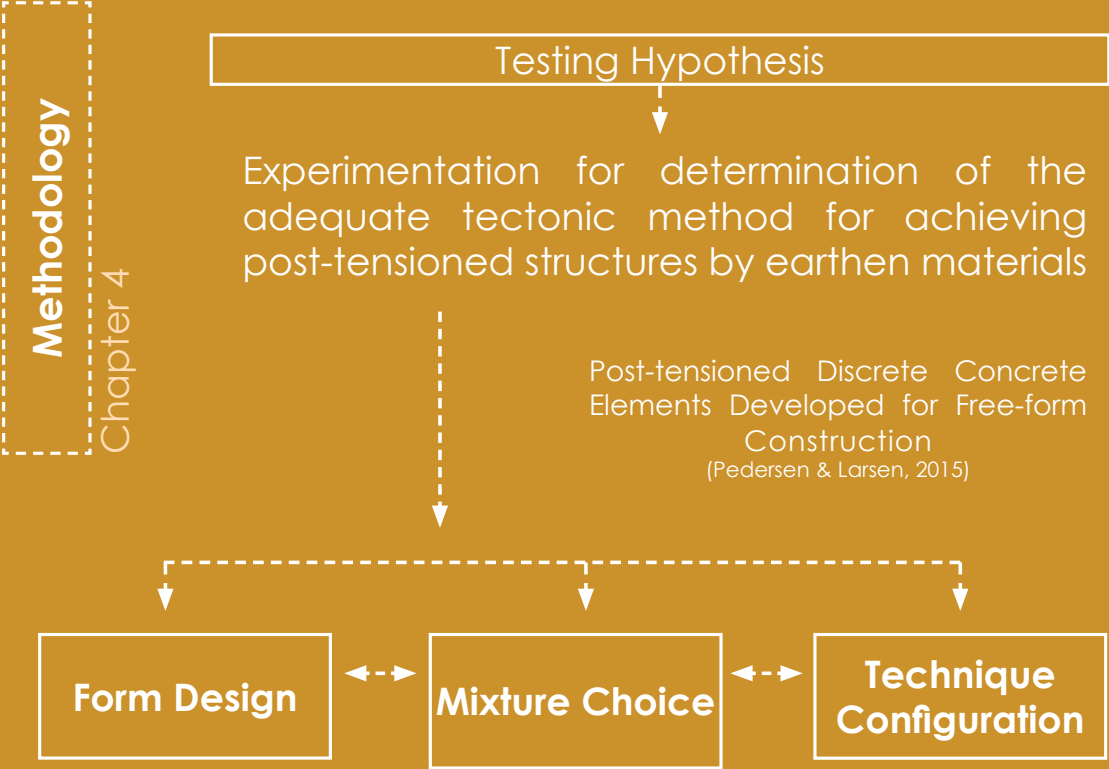 Methodology
Chapter 4
Testing Hypothesis
Experimentation for determination of the
adequate tectonic method for achieving
post-tensioned structures by earthen materials
Post-tensioned Discrete Concrete
Elements Developed for Free-form
Construction
(Pedersen & Larsen, 2015)
Form Design
Mixture Choice
Technique
Configuration